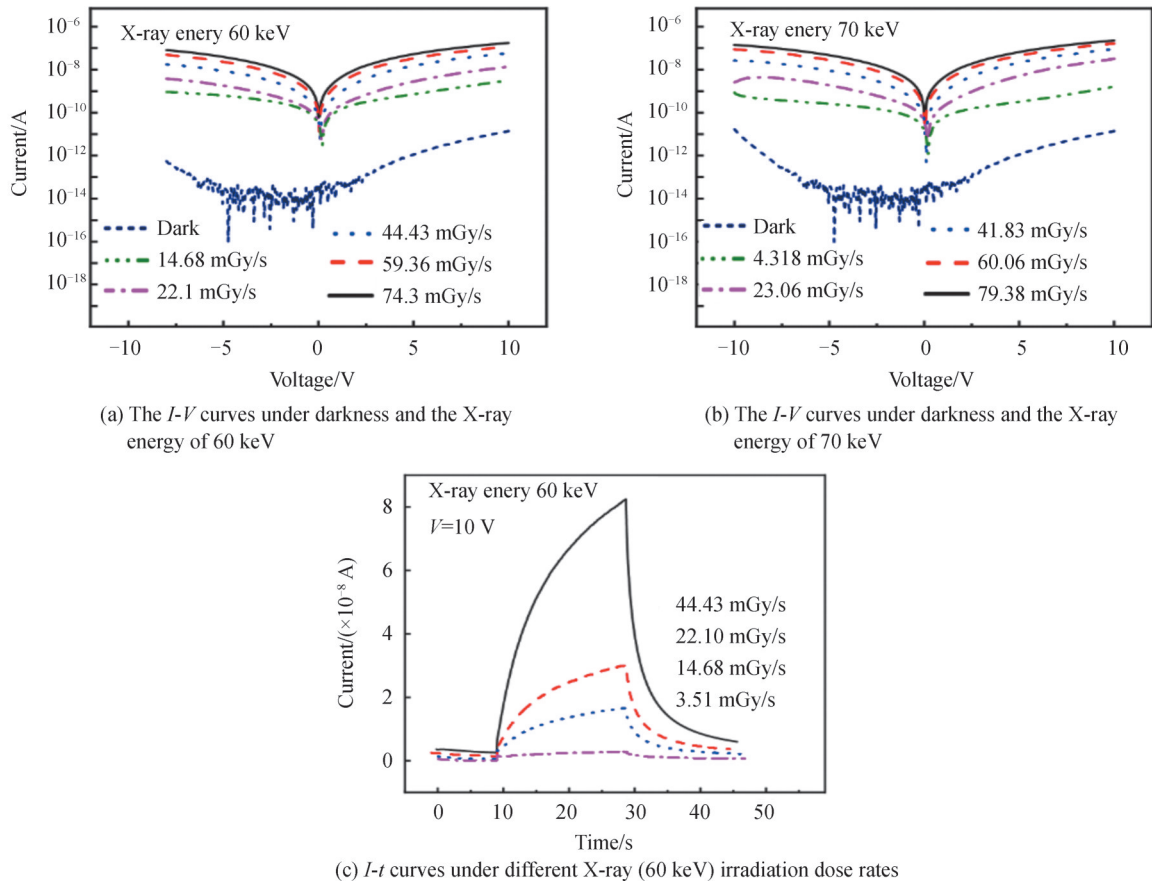 X-ray enery 60 keV
Current/A
10⁻⁶
10⁻⁸
10⁻¹⁰
10⁻¹²
10⁻¹⁴
10⁻¹⁶
10⁻¹⁸
Dark
14.68 mGy/s
22.1 mGy/s
44.43 mGy/s
59.36 mGy/s
74.3 mGy/s
−10 −5 0 5 10
Voltage/V
(a) The I-V curves under darkness and the X-ray
energy of 60 keV
X-ray enery 70 keV
Current/A
10⁻⁶
10⁻⁸
10⁻¹⁰
10⁻¹²
10⁻¹⁴
10⁻¹⁶
10⁻¹⁸
Dark
4.318 mGy/s
23.06 mGy/s
41.83 mGy/s
60.06 mGy/s
79.38 mGy/s
−10 −5 0 5 10
Voltage/V
(b) The I-V curves under darkness and the X-ray
energy of 70 keV
X-ray enery 60 keV
V=10 V
Current/(×10⁻⁸ A)
8
6
4
2
0
44.43 mGy/s
22.10 mGy/s
14.68 mGy/s
3.51 mGy/s
0 10 20 30 40 50
Time/s
(c) I-t curves under different X-ray (60 keV) irradiation dose rates